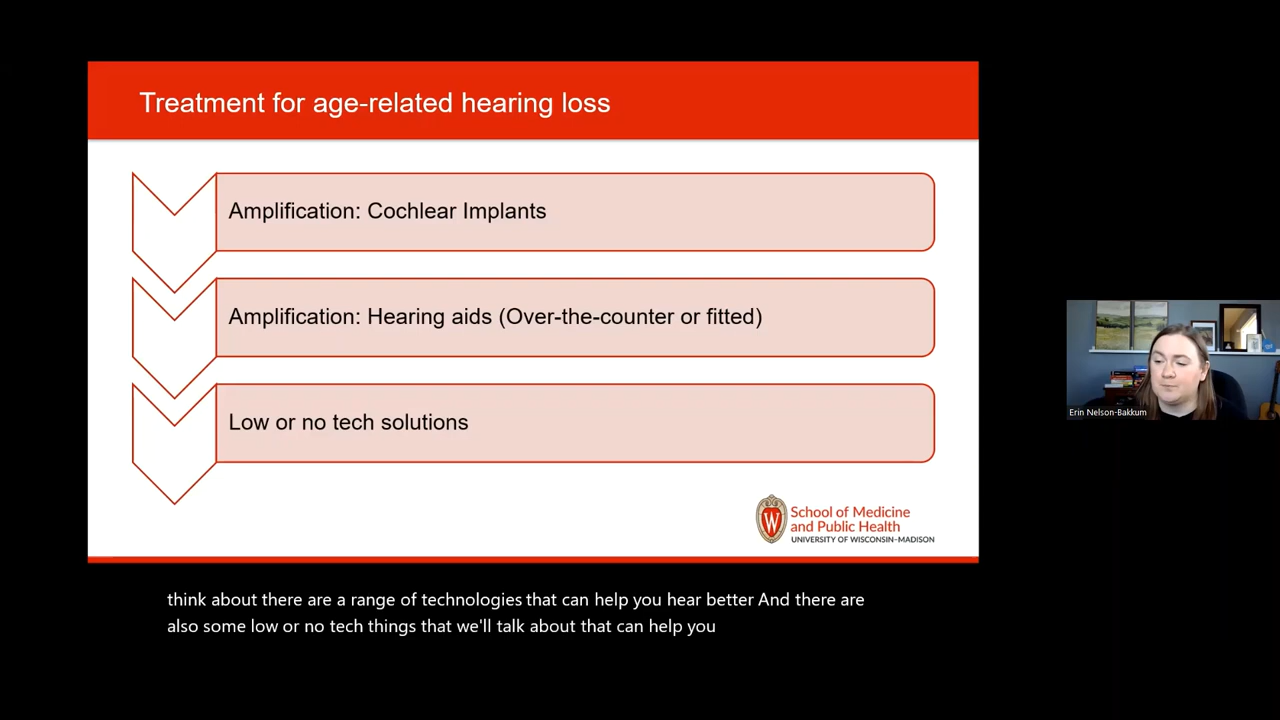 Treatment for age-related hearing loss
Amplification: Cochlear Implants
Amplification: Hearing aids (Over-the-counter or fitted)
Low or no tech solutions
W
School of Medicine
and Public Health
UNIVERSITY OF WISCONSIN–MADISON
Erin Nelson-Bakkum
think about there are a range of technologies that can help you hear better And there are
also some low or no tech things that we'll talk about that can help you